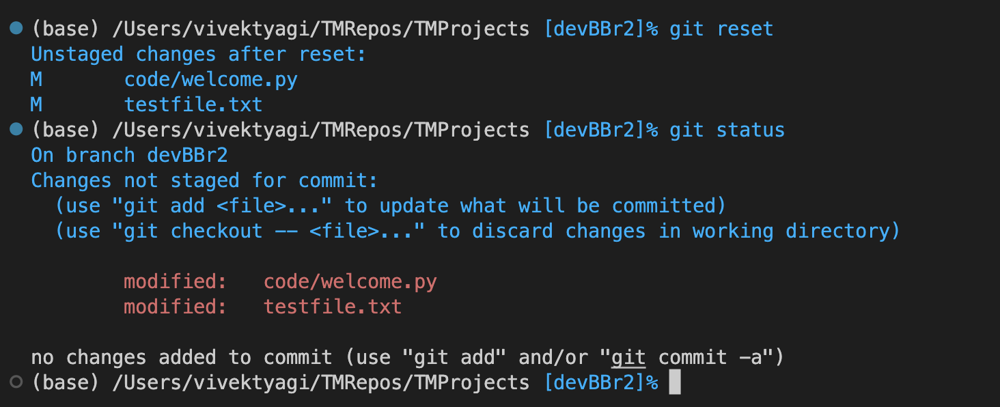 (base) /Users/vivektyagi/TMRepos/TMProjects [devBBr2]% git reset
Unstaged changes after reset:
M       code/welcome.py
M       testfile.txt
(base) /Users/vivektyagi/TMRepos/TMProjects [devBBr2]% git status
On branch devBBr2
Changes not staged for commit:
  (use "git add <file>..." to update what will be committed)
  (use "git checkout -- <file>..." to discard changes in working directory)
        modified:   code/welcome.py
        modified:   testfile.txt
no changes added to commit (use "git add" and/or "git commit -a")
(base) /Users/vivektyagi/TMRepos/TMProjects [devBBr2]%